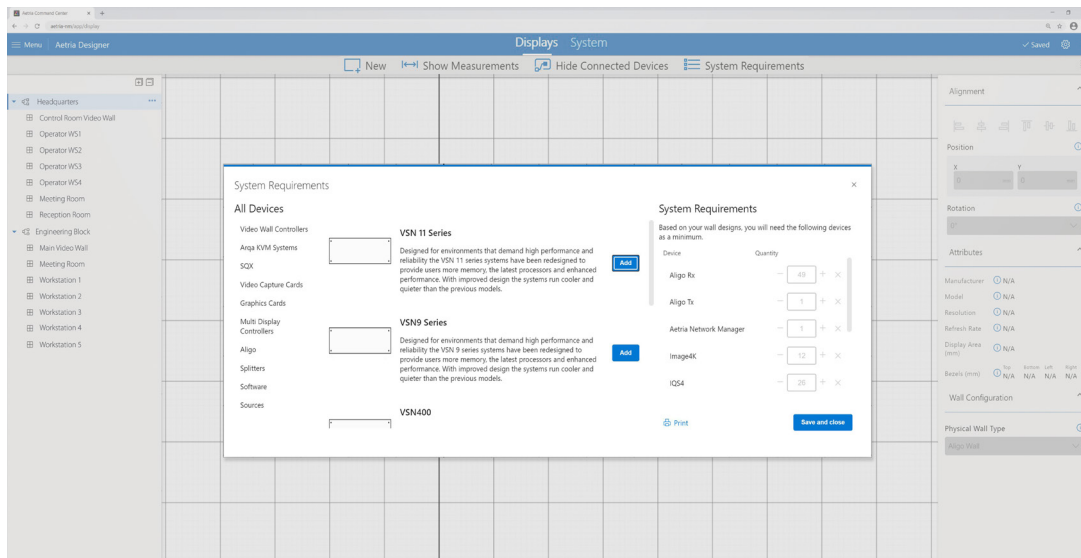 Aetria Command Center
aetria-nm/app/display
Menu
Aetria Designer
Displays System
Saved
New
Show Measurements
Hide Connected Devices
System Requirements
Headquarters
Control Room Video Wall
Operator WS1
Operator WS2
Operator WS3
Operator WS4
Meeting Room
Reception Room
Engineering Block
Main Video Wall
Meeting Room
Workstation 1
Workstation 2
Workstation 3
Workstation 4
Workstation 5
System Requirements
All Devices
Video Wall Controllers
Arqa KVM Systems
SQX
Video Capture Cards
Graphics Cards
Multi Display
Controllers
Aligo
Splitters
Software
Sources
VSN 11 Series
Designed for environments that demand high performance and
reliability the VSN 11 series systems have been redesigned to
provide users more memory, the latest processors and enhanced
performance. With improved design the systems run cooler and
quieter than the previous models.
Add
VSN9 Series
Designed for environments that demand high performance and
reliability the VSN 9 series systems have been redesigned to
provide users more memory, the latest processors and enhanced
performance. With improved design the systems run cooler and
quieter than the previous models.
Add
VSN400
System Requirements
Based on your wall designs, you will need the following devices
as a minimum.
Device Quantity
Aligo Rx 49
Aligo Tx 1
Aetria Network Manager 1
Image4K 12
IQS4 26
Print
Save and close
Alignment
Position
X Y
0 mm 0 mm
Rotation
0°
Attributes
Manufacturer N/A
Model N/A
Resolution N/A
Refresh Rate N/A
Display Area
(mm) N/A
Top Bottom Left Right
Bezels (mm) N/A N/A N/A N/A
Wall Configuration
Physical Wall Type
Aligo Wall